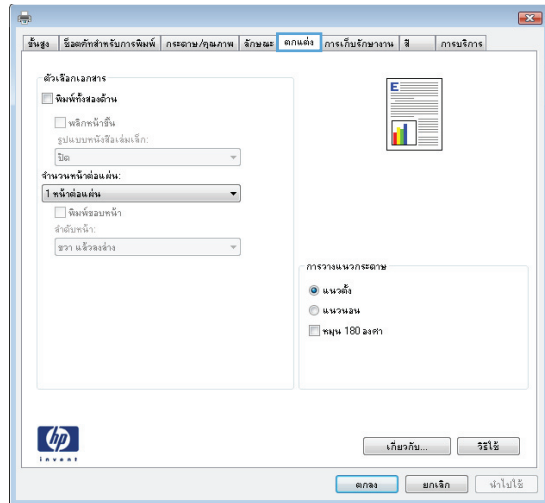 ขั้นสูง
ช็อตคัทสำหรับการพิมพ์
กระดาษ/คุณภาพ
ลักษณะ
ตกแต่ง
การเก็บรักษางาน
สี
การบริการ
ตัวเลือกเอกสาร
พิมพ์ทั้งสองด้าน
พลิกหน้าขึ้น
รูปแบบหนังสือเล่มเล็ก:
ปิด
จำนวนหน้าต่อแผ่น:
1 หน้าต่อแผ่น
พิมพ์ขอบหน้า
ลำดับหน้า:
ขวา แล้วลงล่าง
E
การวางแนวกระดาษ
แนวตั้ง
แนวนอน
หมุน 180 องศา
hp
invent
เกี่ยวกับ...
วิธีใช้
ตกลง
ยกเลิก
นำไปใช้